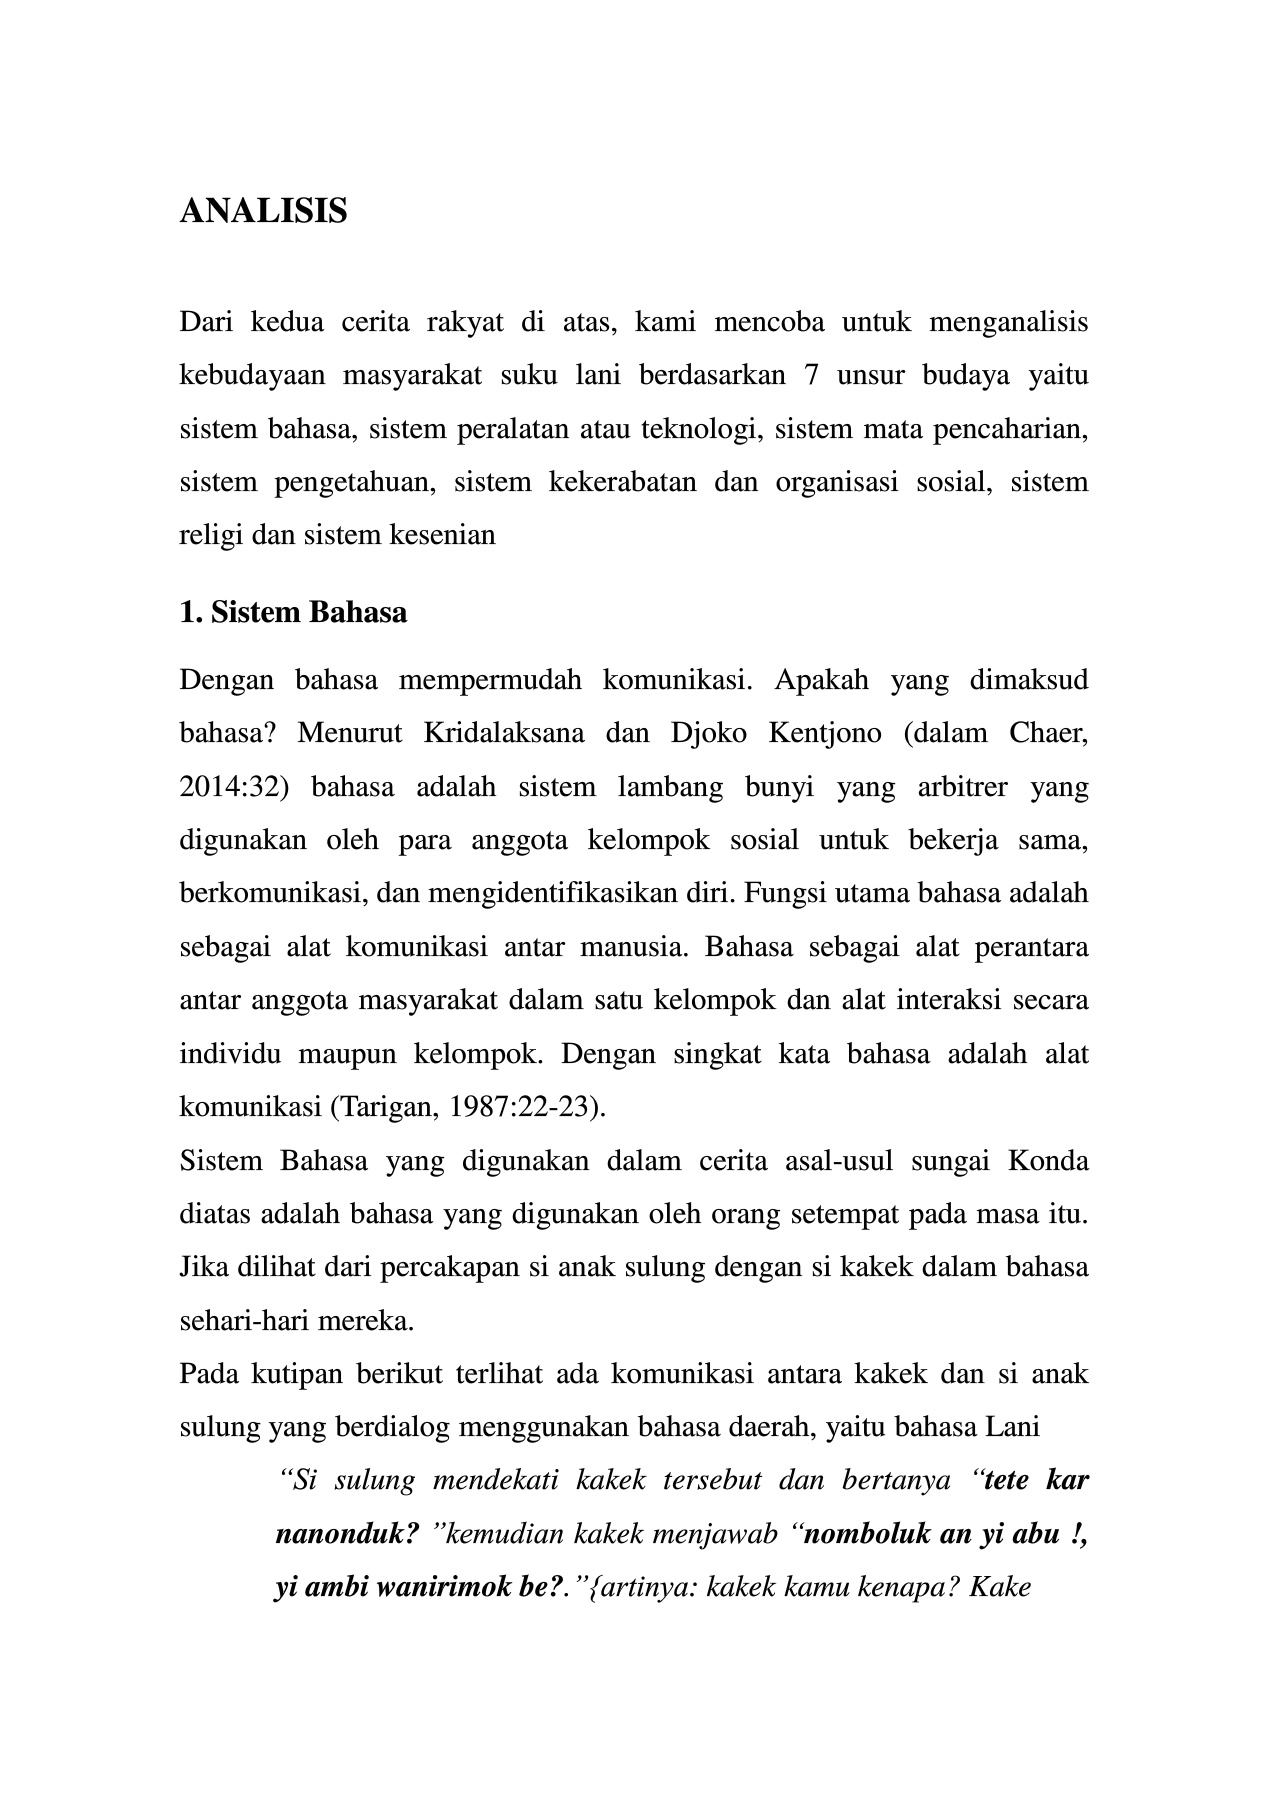 ANALISIS
Dari kedua cerita rakyat di atas, kami mencoba untuk menganalisis
kebudayaan masyarakat suku lani berdasarkan 7 unsur budaya yaitu
sistem bahasa, sistem peralatan atau teknologi, sistem mata pencaharian,
sistem pengetahuan, sistem kekerabatan dan organisasi sosial, sistem
religi dan sistem kesenian
1. Sistem Bahasa
Dengan bahasa mempermudah komunikasi. Apakah yang dimaksud
bahasa? Menurut Kridalaksana dan Djoko Kentjono (dalam Chaer,
2014:32) bahasa adalah sistem lambang bunyi yang arbitrer yang
digunakan oleh para anggota kelompok sosial untuk bekerja sama,
berkomunikasi, dan mengidentifikasikan diri. Fungsi utama bahasa adalah
sebagai alat komunikasi antar manusia. Bahasa sebagai alat perantara
antar anggota masyarakat dalam satu kelompok dan alat interaksi secara
individu maupun kelompok. Dengan singkat kata bahasa adalah alat
komunikasi (Tarigan, 1987:22-23).
Sistem Bahasa yang digunakan dalam cerita asal-usul sungai Konda
diatas adalah bahasa yang digunakan oleh orang setempat pada masa itu.
Jika dilihat dari percakapan si anak sulung dengan si kakek dalam bahasa
sehari-hari mereka.
Pada kutipan berikut terlihat ada komunikasi antara kakek dan si anak
sulung yang berdialog menggunakan bahasa daerah, yaitu bahasa Lani
“Si sulung mendekati kakek tersebut dan bertanya “tete kar
nanonduk? ”kemudian kakek menjawab “nomboluk an yi abu !,
yi ambi wanirimok be?.”{artinya: kakek kamu kenapa? Kake